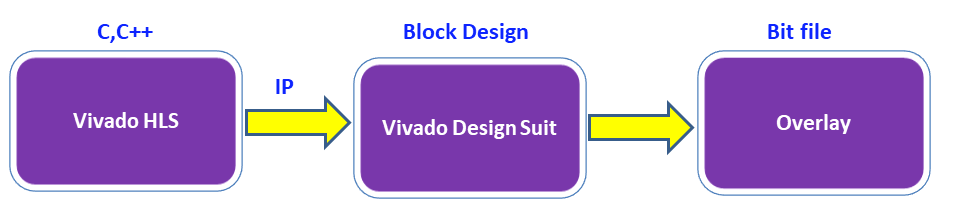 C,C++
Block Design
Bit file
IP
Vivado HLS
Vivado Design Suit
Overlay